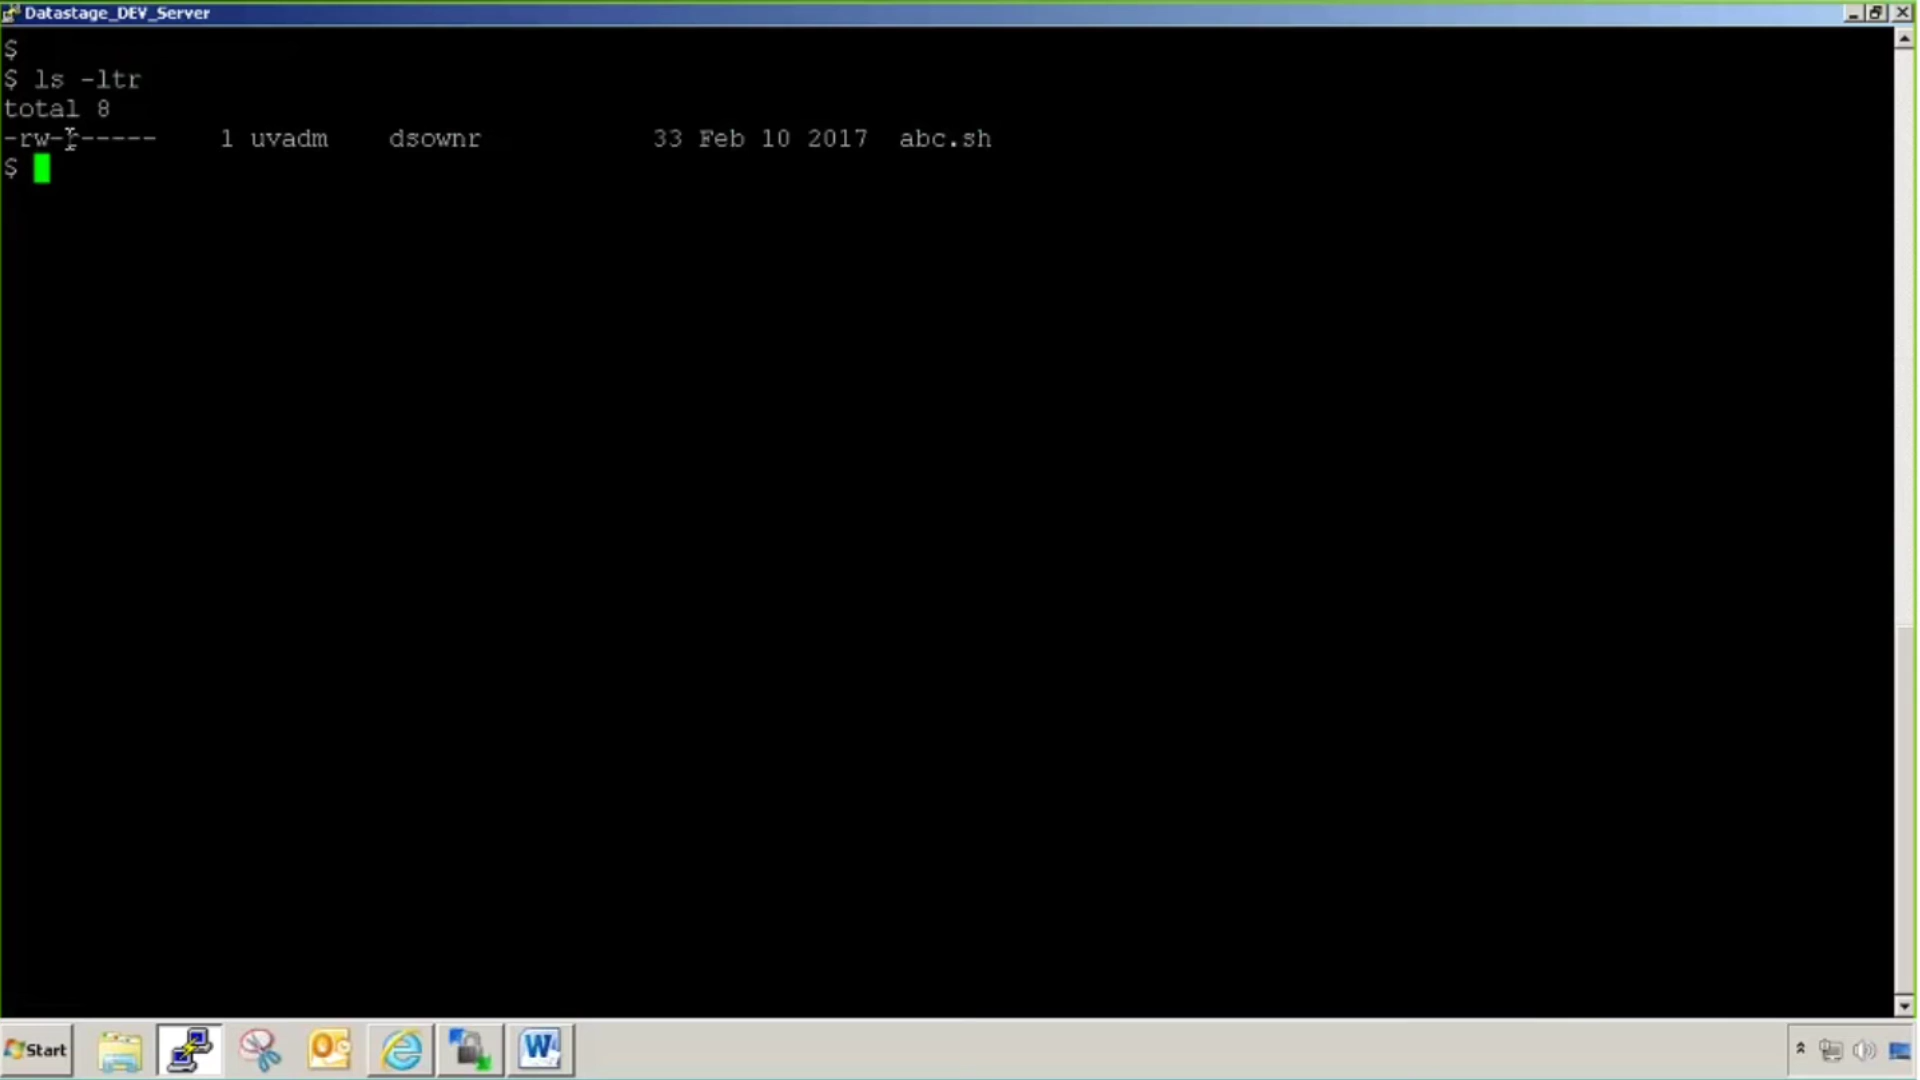 Datastage_DEV_Server
$
$ ls -ltr
total 8
-rw-r----- 1 uvadm dsownr 33 Feb 10 2017 abc.sh
$
Start